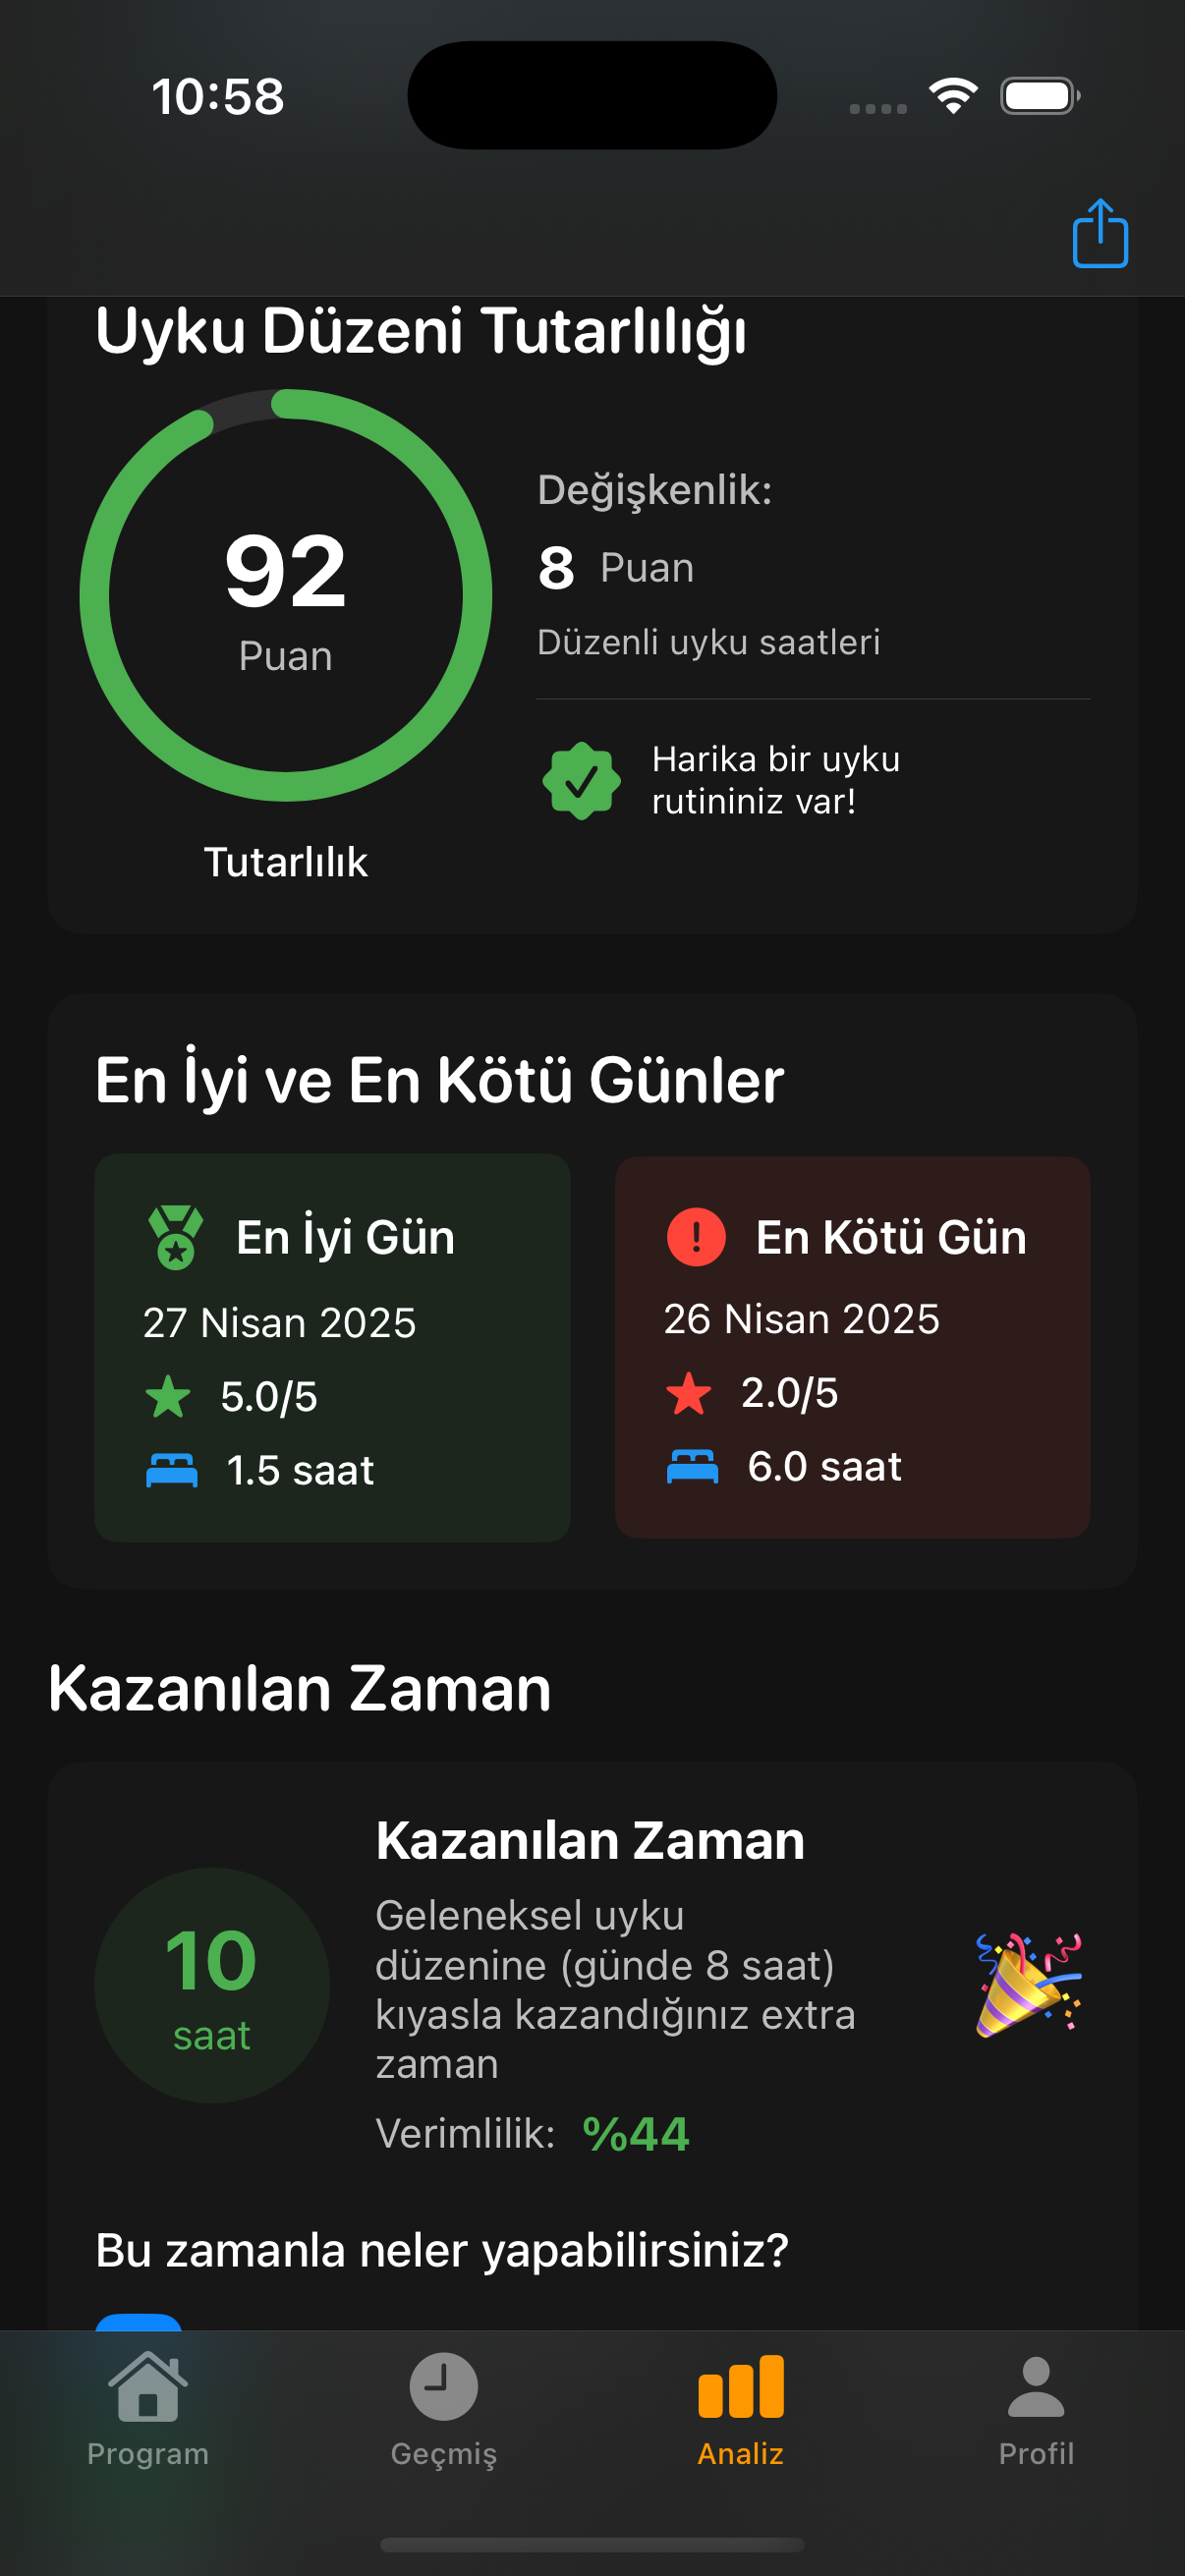 10:58
Uyku Düzeni Tutarlılığı
92
Puan
Tutarlılık
Değişkenlik:
8 Puan
Düzenli uyku saatleri
Harika bir uyku
rutininiz var!
En İyi ve En Kötü Günler
En İyi Gün
27 Nisan 2025
5.0/5
1.5 saat
En Kötü Gün
26 Nisan 2025
2.0/5
6.0 saat
Kazanılan Zaman
10
saat
Kazanılan Zaman
Geleneksel uyku
düzenine (günde 8 saat)
kıyasla kazandığınız extra
zaman
Verimlilik: %44
Bu zamanla neler yapabilirsiniz?
Program
Geçmiş
Analiz
Profil